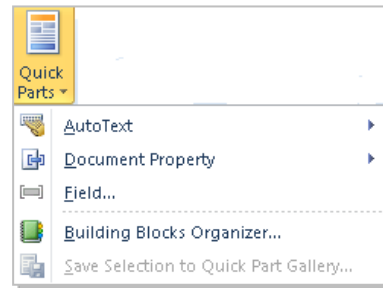 Quick
Parts
AutoText
Document Property
Field...
Building Blocks Organizer...
Save Selection to Quick Part Gallery...